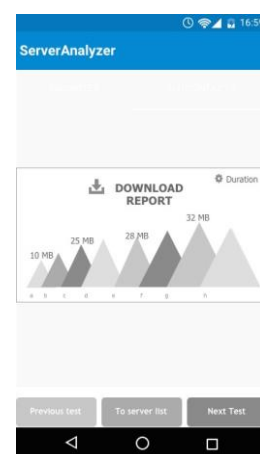 16:59
ServerAnalyzer
DOWNLOAD
REPORT
Duration
32 MB
28 MB
25 MB
10 MB
a b c d e f g h
Previous test
To server list
Next Test